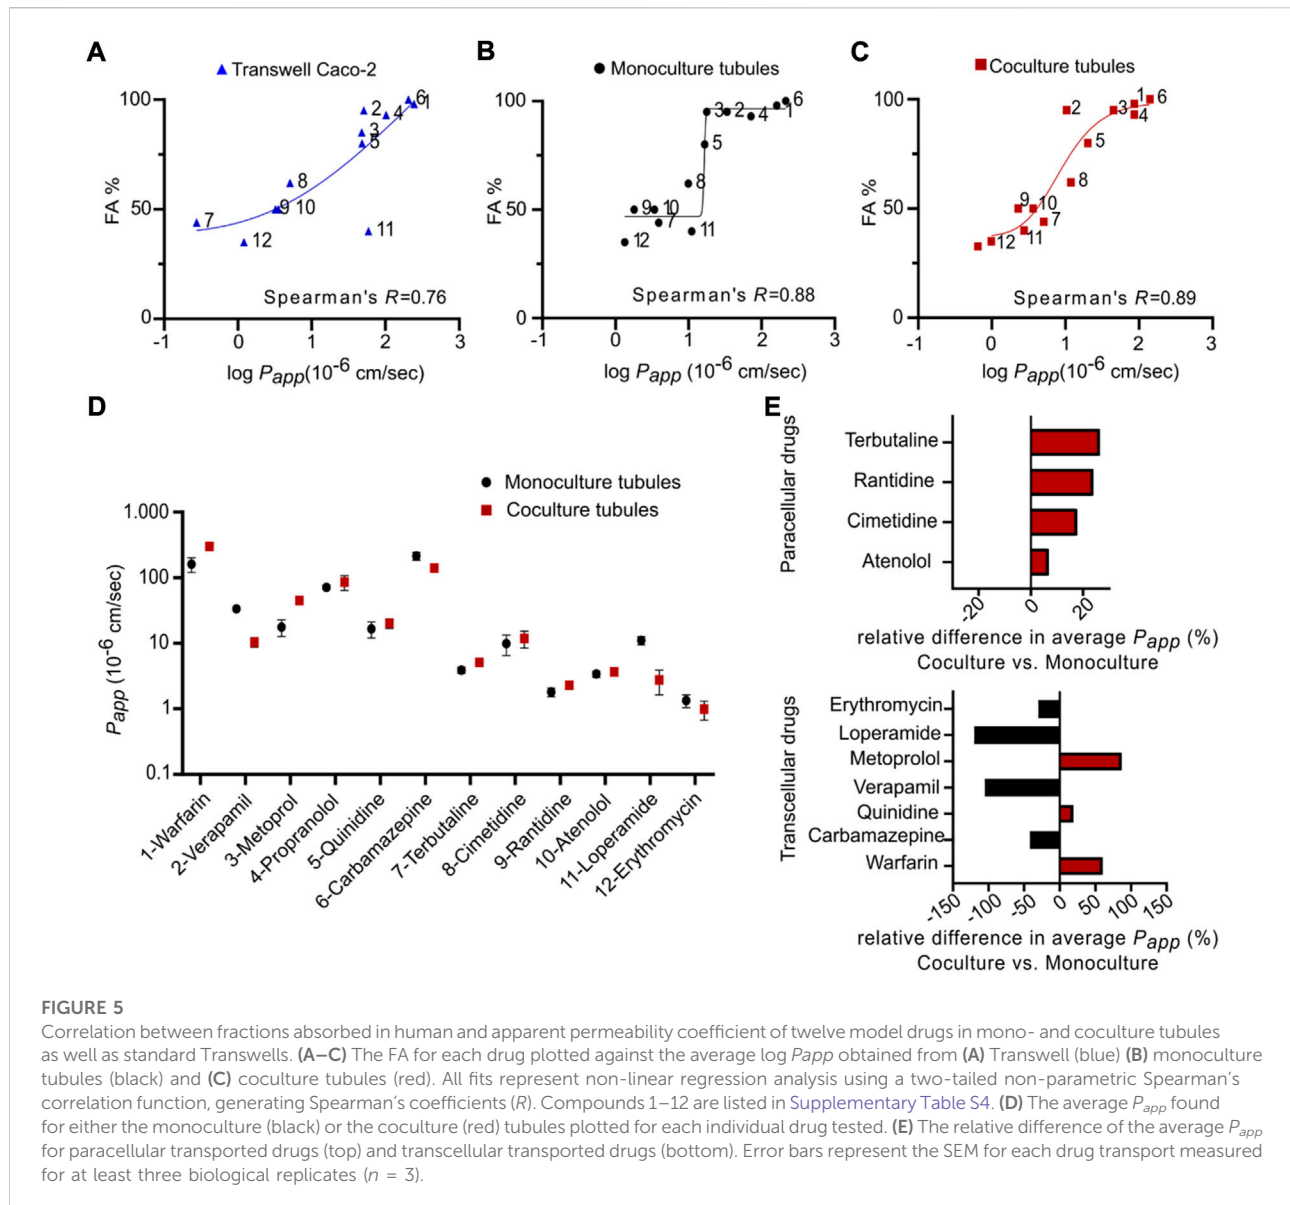 A
Transwell Caco-2
100
50
0
FA %
6
1
2
4
3
5
8
7
9 10
11
12
Spearman's R=0.76
-1 0 1 2 3
log Papp(10-6 cm/sec)
B
Monoculture tubules
100
50
0
6
3 2 4 1
5
8
9 10
7
11
12
Spearman's R=0.88
-1 0 1 2 3
log Papp (10-6 cm/sec)
C
Coculture tubules
100
50
0
FA %
1 6
2 3 4
5
8
9
10
7
12 11
Spearman's R=0.89
-1 0 1 2 3
log Papp(10-6 cm/sec)
D
Monoculture tubules
Coculture tubules
Papp (10-6 cm/sec)
1.000
100
10
1
0.1
1-Warfarin
2-Verapamil
3-Metoprol
4-Propranolol
5-Quinidine
6-Carbamazepine
7-Terbutaline
8-Cimetidine
9-Rantidine
10-Atenolol
11-Loperamide
12-Erythromycin
E
Paracellular drugs
Terbutaline
Rantidine
Cimetidine
Atenolol
-20 0 20
relative difference in average Papp (%)
Coculture vs. Monoculture
Transcellular drugs
Erythromycin
Loperamide
Metoprolol
Verapamil
Quinidine
Carbamazepine
Warfarin
-150 -100 -50 0 50 100 150
relative difference in average Papp (%)
Coculture vs. Monoculture
FIGURE 5
Correlation between fractions absorbed in human and apparent permeability coefficient of twelve model drugs in mono- and coculture tubules
as well as standard Transwells. (A–C) The FA for each drug plotted against the average log Papp obtained from (A) Transwell (blue) (B) monoculture
tubules (black) and (C) coculture tubules (red). All fits represent non-linear regression analysis using a two-tailed non-parametric Spearman's
correlation function, generating Spearman's coefficients (R). Compounds 1–12 are listed in Supplementary Table S4. (D) The average Papp found
for either the monoculture (black) or the coculture (red) tubules plotted for each individual drug tested. (E) The relative difference of the average Papp
for paracellular transported drugs (top) and transcellular transported drugs (bottom). Error bars represent the SEM for each drug transport measured
for at least three biological replicates (n = 3).